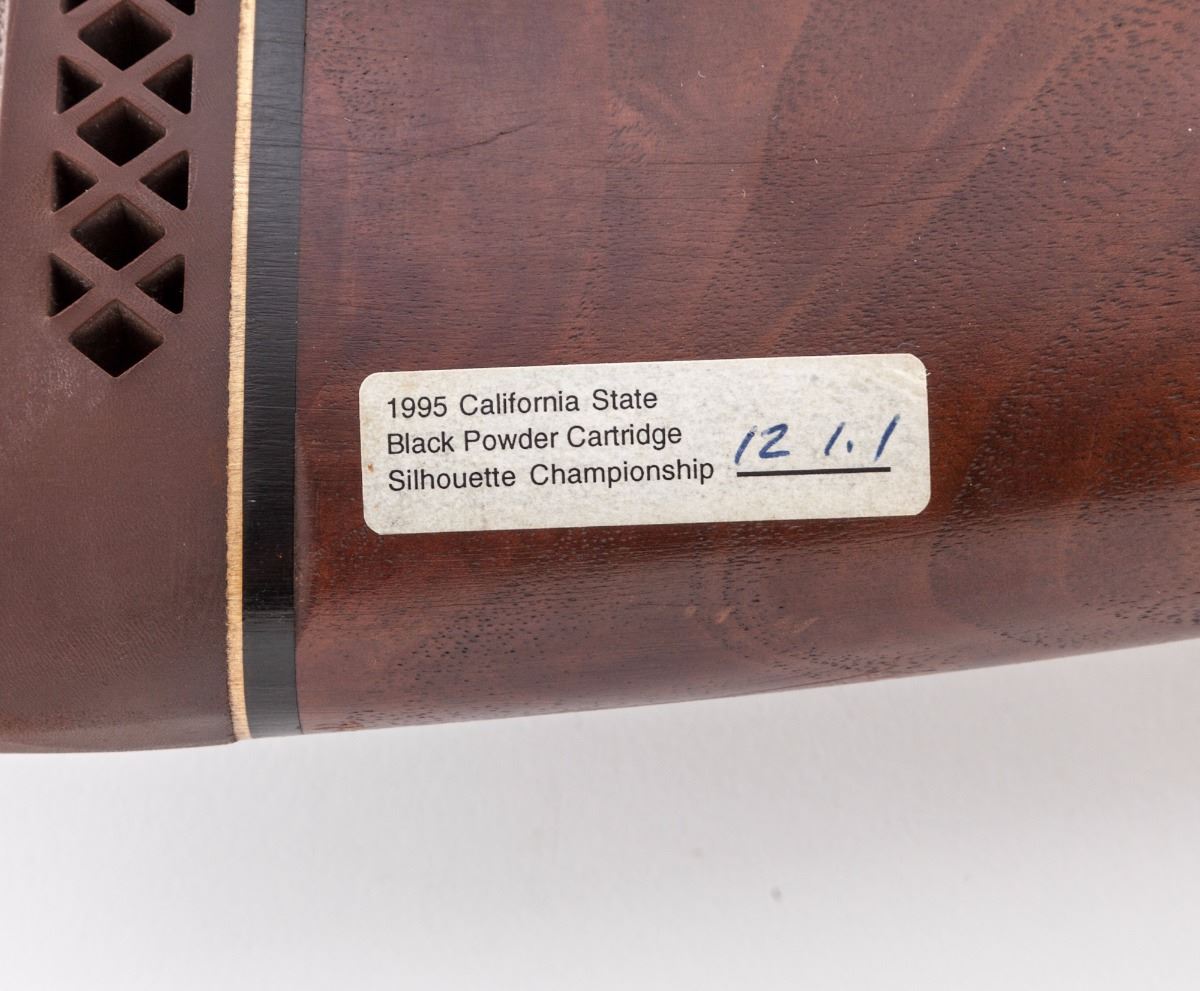 1995 California State
Black Powder Cartridge
Silhouette Championship 12 1.1